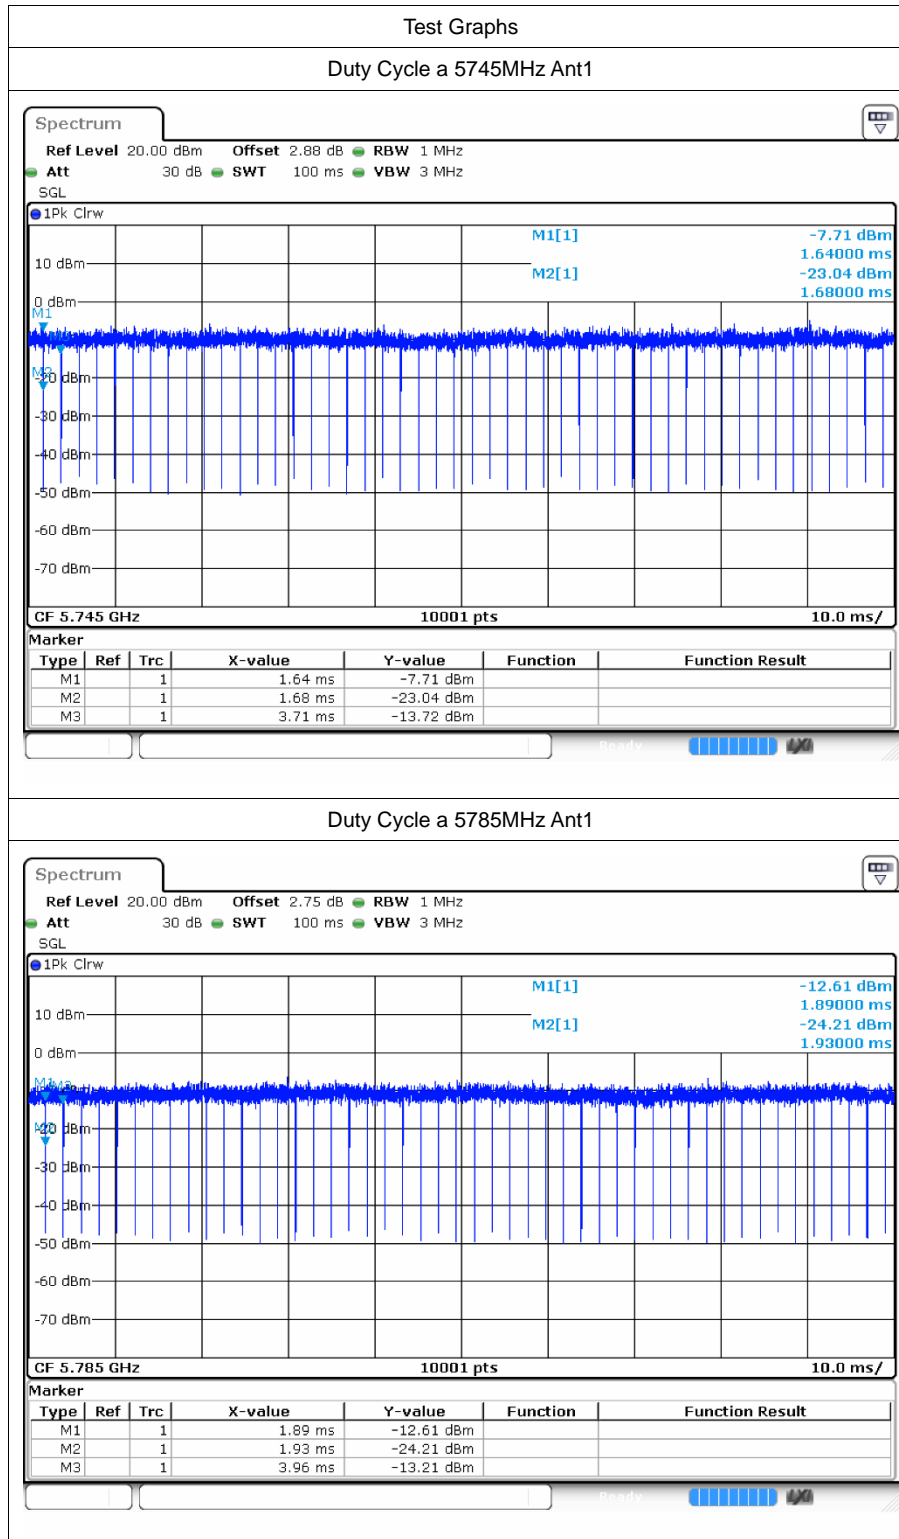 Test Graphs
Duty Cycle a 5745MHz Ant1
Spectrum
Ref Level 20.00 dBm Offset 2.88 dB RBW 1 MHz
Att 30 dB SWT 100 ms VBW 3 MHz
SGL
1Pk Clrw
M1[1] -7.71 dBm
1.64000 ms
10 dBm
M2[1] -23.04 dBm
1.68000 ms
0 dBm
M1
M2
-20 dBm
-30 dBm
-40 dBm
-50 dBm
-60 dBm
-70 dBm
CF 5.745 GHz 10001 pts 10.0 ms/
Marker
Type Ref Trc X-value Y-value Function Function Result
M1 1 1.64 ms -7.71 dBm
M2 1 1.68 ms -23.04 dBm
M3 1 3.71 ms -13.72 dBm
Ready
Duty Cycle a 5785MHz Ant1
Spectrum
Ref Level 20.00 dBm Offset 2.75 dB RBW 1 MHz
Att 30 dB SWT 100 ms VBW 3 MHz
SGL
1Pk Clrw
M1[1] -12.61 dBm
1.89000 ms
10 dBm
M2[1] -24.21 dBm
1.93000 ms
0 dBm
M1 M3
-20 dBm
-30 dBm
-40 dBm
-50 dBm
-60 dBm
-70 dBm
CF 5.785 GHz 10001 pts 10.0 ms/
Marker
Type Ref Trc X-value Y-value Function Function Result
M1 1 1.89 ms -12.61 dBm
M2 1 1.93 ms -24.21 dBm
M3 1 3.96 ms -13.21 dBm
Ready